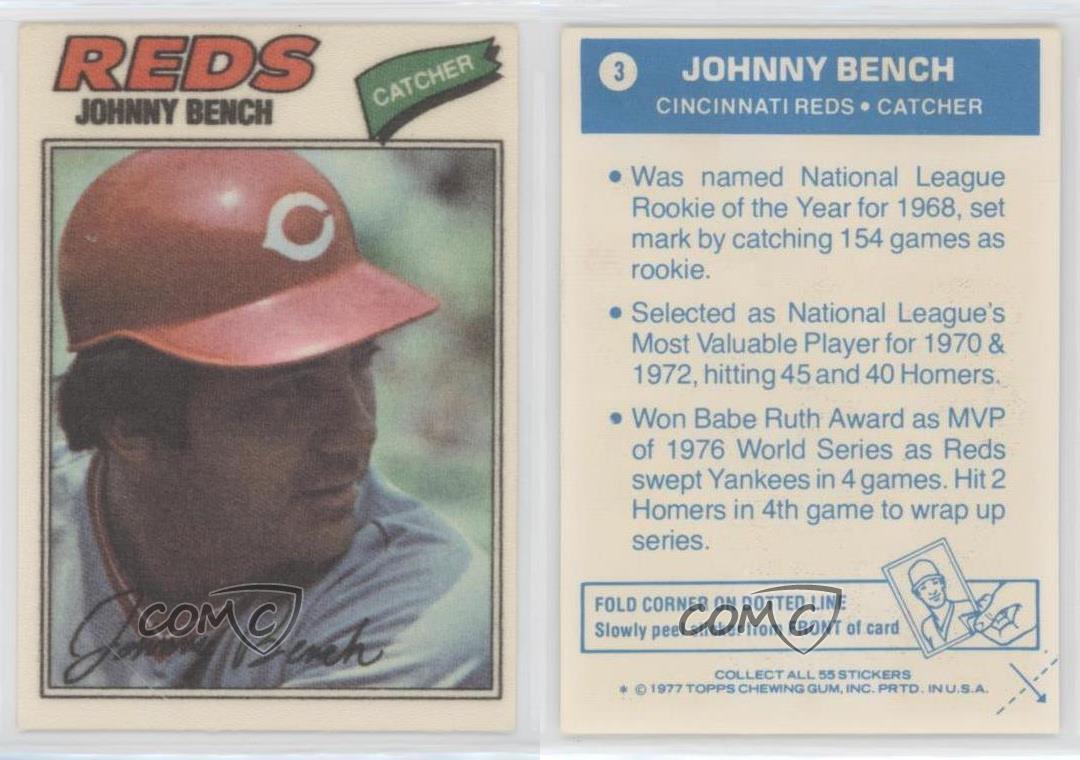 REDS
JOHNNY BENCH
CATCHER
C
Johnny Bench
COMC
3
JOHNNY BENCH
CINCINNATI REDS • CATCHER
• Was named National League
Rookie of the Year for 1968, set
mark by catching 154 games as
rookie.
• Selected as National League's
Most Valuable Player for 1970 &
1972, hitting 45 and 40 Homers.
• Won Babe Ruth Award as MVP
of 1976 World Series as Reds
swept Yankees in 4 games. Hit 2
Homers in 4th game to wrap up
series.
FOLD CORNER ON DOTTED LINE
Slowly peel sticker from FRONT of card
COMC
COLLECT ALL 55 STICKERS
* © 1977 TOPPS CHEWING GUM, INC. PRTD. IN U.S.A.